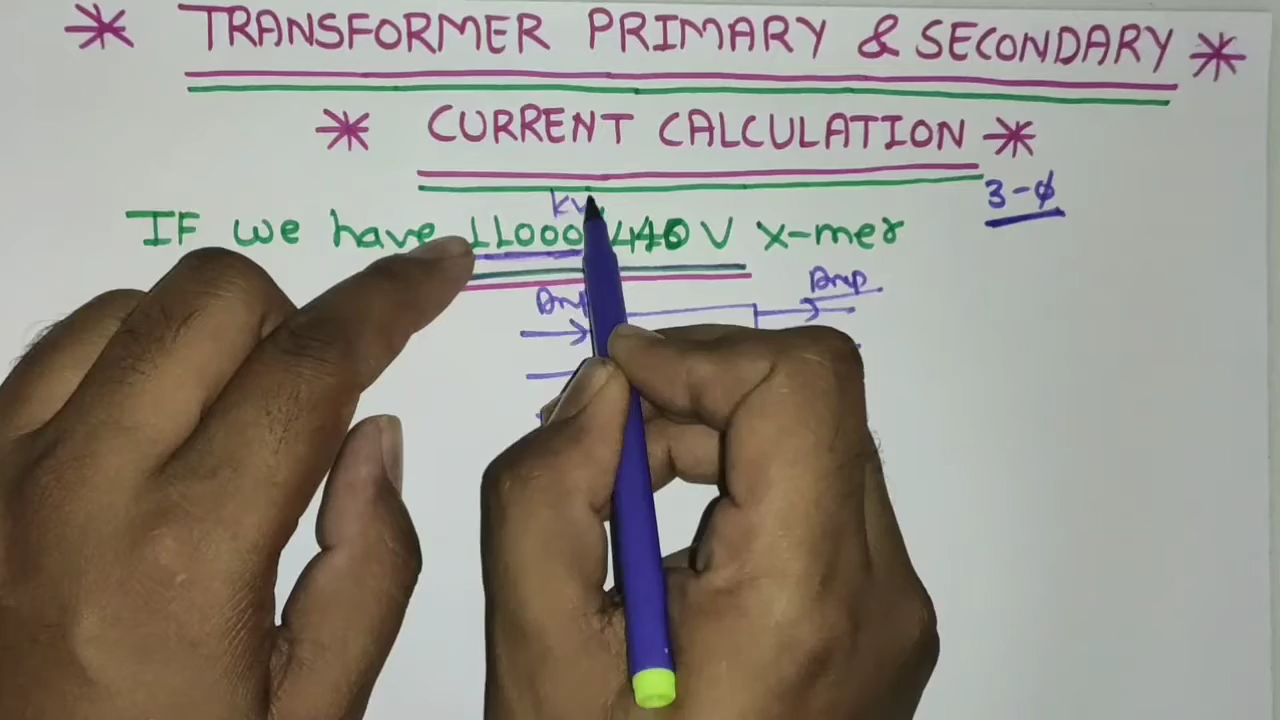 * TRANSFORMER PRIMARY & SECONDARY *
* CURRENT CALCULATION *
3-φ
IF we have 11000/440 V x-mer
Amp